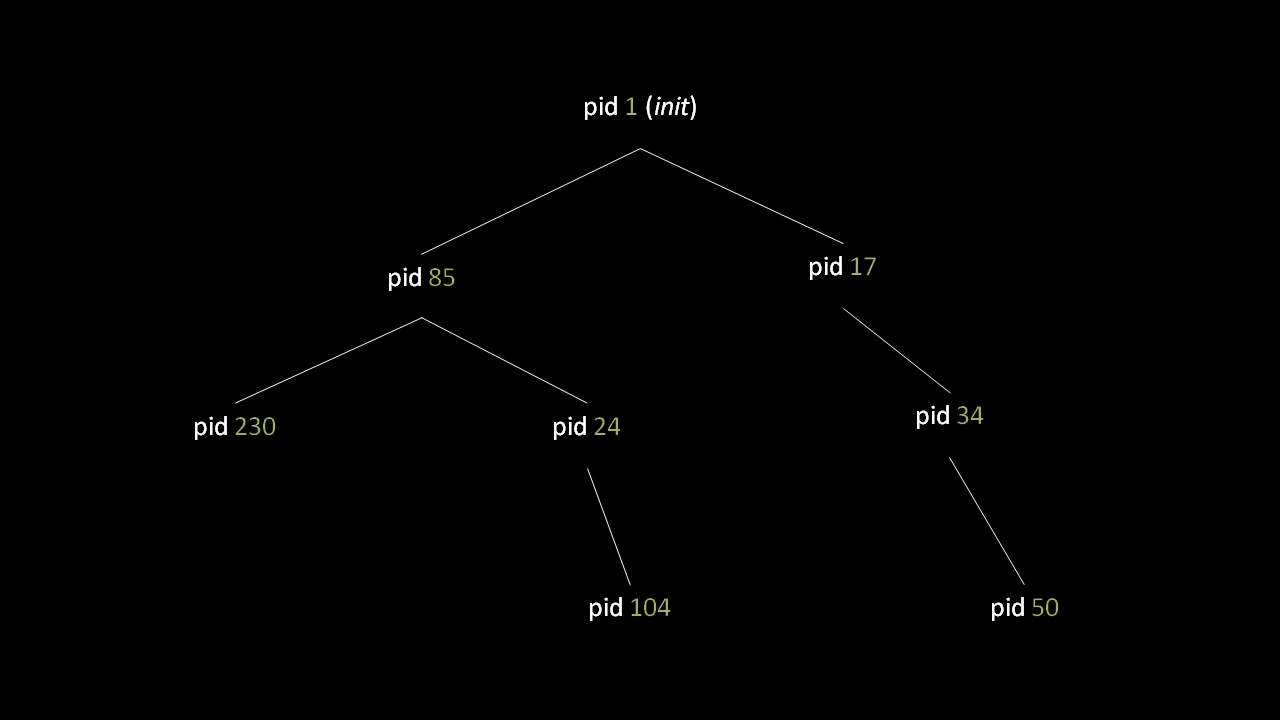 pid 1 (init)
pid 85
pid 17
pid 230
pid 24
pid 34
pid 104
pid 50